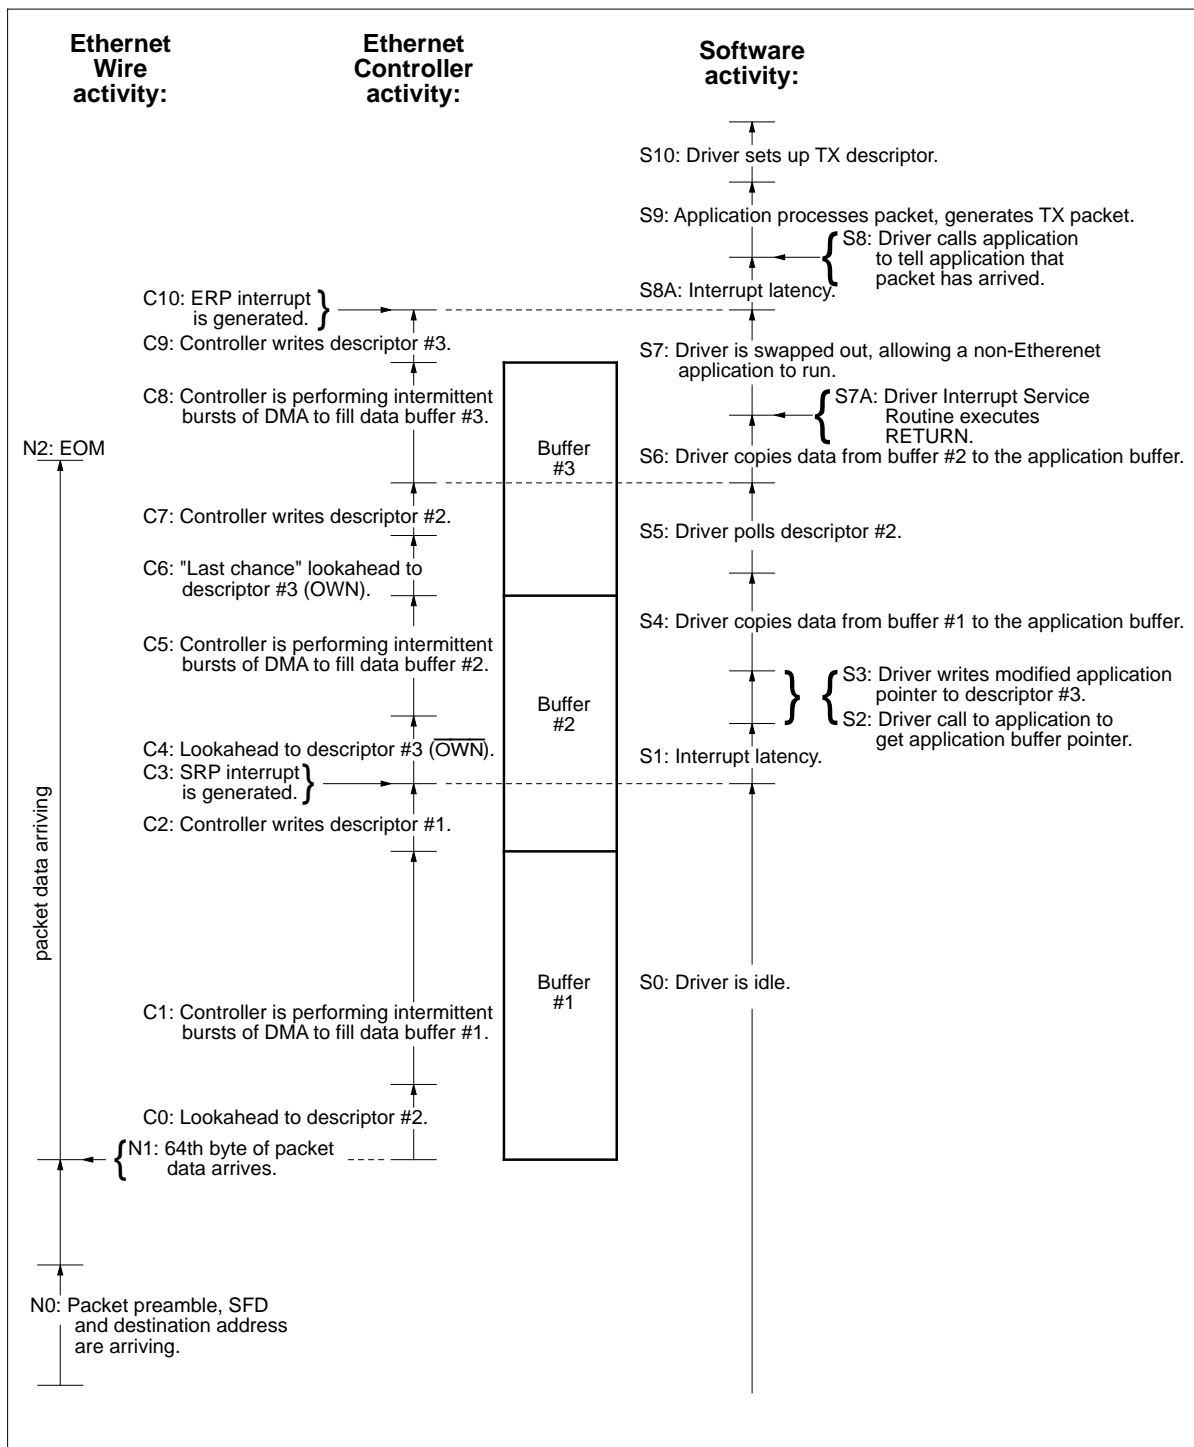 Ethernet
Wire
activity:
Ethernet
Controller
activity:
Software
activity:
S10: Driver sets up TX descriptor.
S9: Application processes packet, generates TX packet.
S8: Driver calls application
to tell application that
packet has arrived.
S8A: Interrupt latency.
C10: ERP interrupt
is generated.
C9: Controller writes descriptor #3.
S7: Driver is swapped out, allowing a non-Etherenet
application to run.
C8: Controller is performing intermittent
bursts of DMA to fill data buffer #3.
S7A: Driver Interrupt Service
Routine executes
RETURN.
N2: EOM
Buffer
#3
S6: Driver copies data from buffer #2 to the application buffer.
C7: Controller writes descriptor #2.
S5: Driver polls descriptor #2.
C6: "Last chance" lookahead to
descriptor #3 (OWN).
S4: Driver copies data from buffer #1 to the application buffer.
C5: Controller is performing intermittent
bursts of DMA to fill data buffer #2.
S3: Driver writes modified application
pointer to descriptor #3.
S2: Driver call to application to
get application buffer pointer.
Buffer
#2
C4: Lookahead to descriptor #3 (O̅W̅N̅).
S1: Interrupt latency.
C3: SRP interrupt
is generated.
C2: Controller writes descriptor #1.
packet data arriving
Buffer
#1
S0: Driver is idle.
C1: Controller is performing intermittent
bursts of DMA to fill data buffer #1.
C0: Lookahead to descriptor #2.
N1: 64th byte of packet
data arrives.
N0: Packet preamble, SFD
and destination address
are arriving.